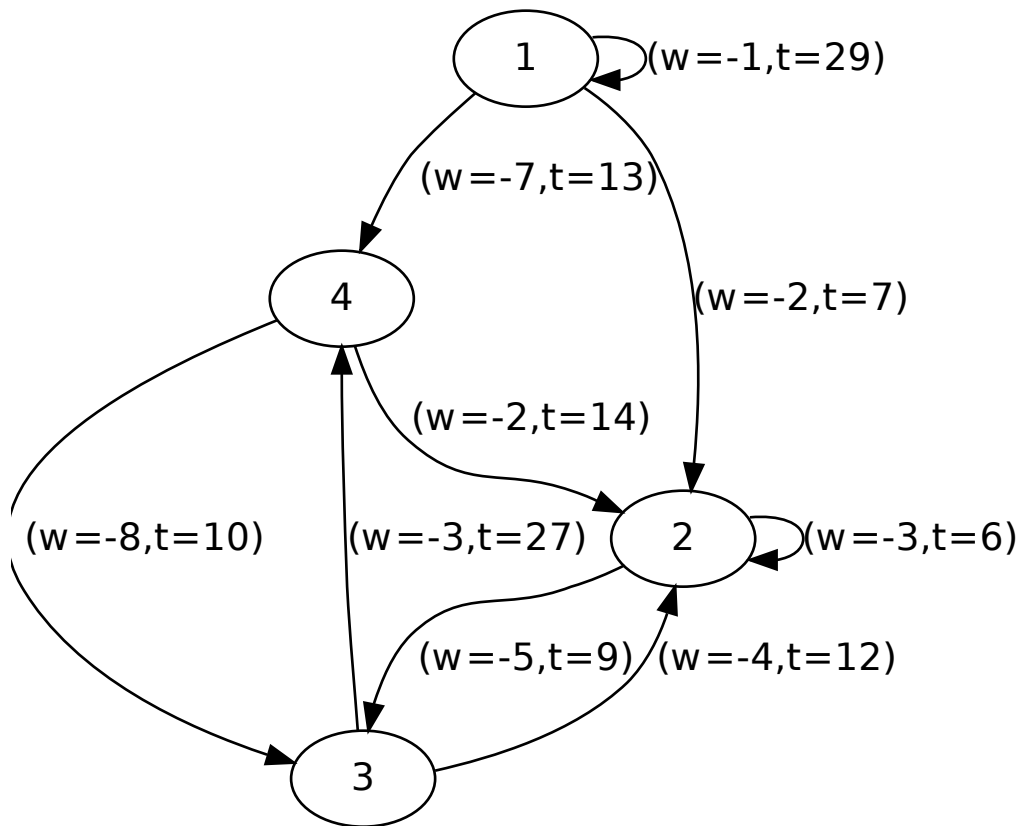 1
(w=-1,t=29)
(w=-7,t=13)
4
(w=-2,t=7)
(w=-2,t=14)
(w=-8,t=10)
(w=-3,t=27)
2
(w=-3,t=6)
(w=-5,t=9)
(w=-4,t=12)
3